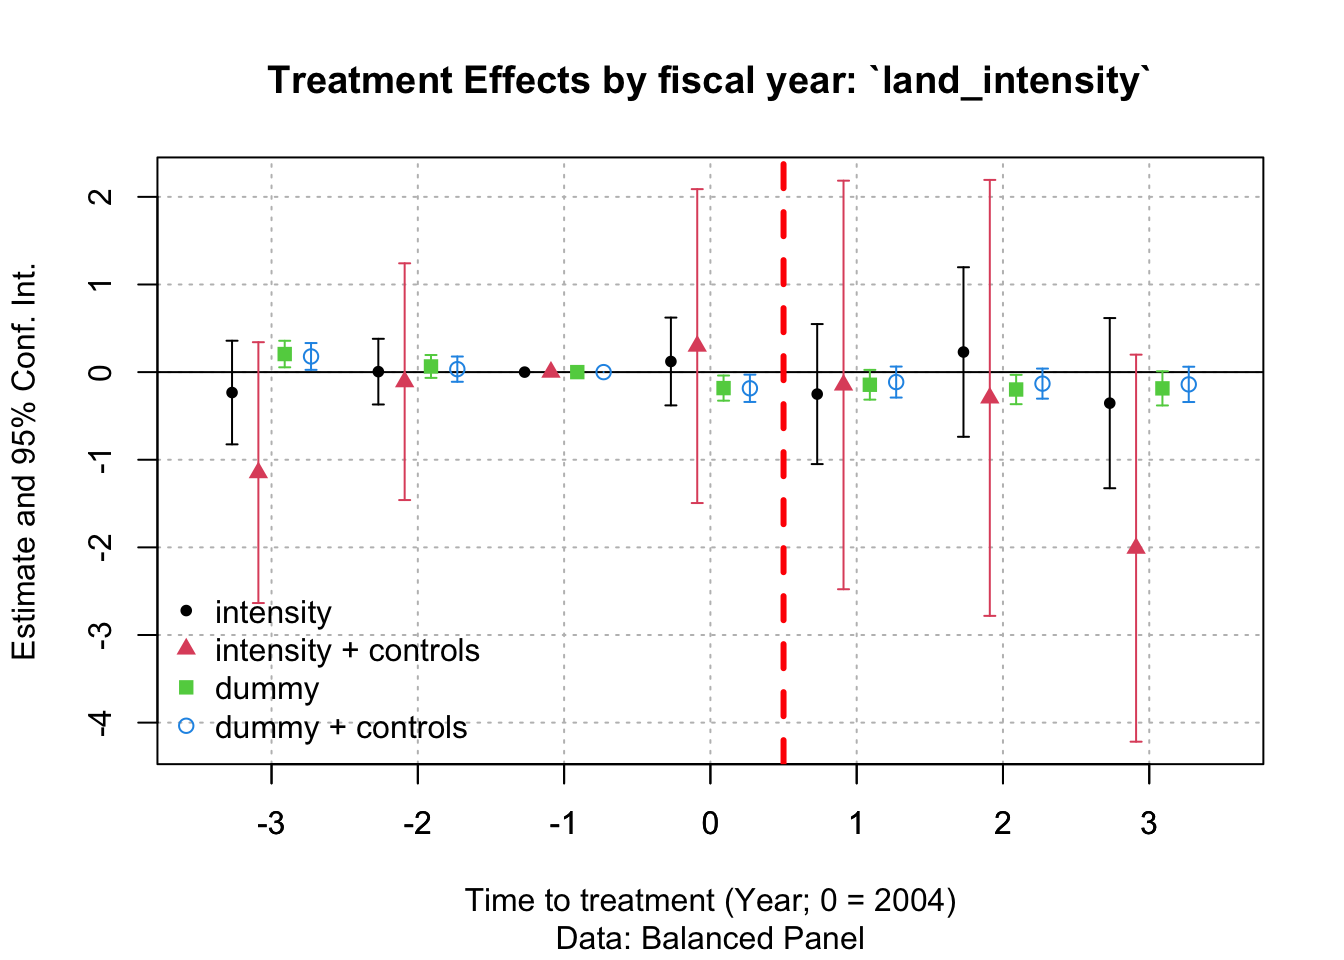 Treatment Effects by fiscal year: `land_intensity`
Estimate and 95% Conf. Int.
2
1
0
-1
-2
-3
-4
intensity
intensity + controls
dummy
dummy + controls
-3 -2 -1 0 1 2 3
Time to treatment (Year; 0 = 2004)
Data: Balanced Panel